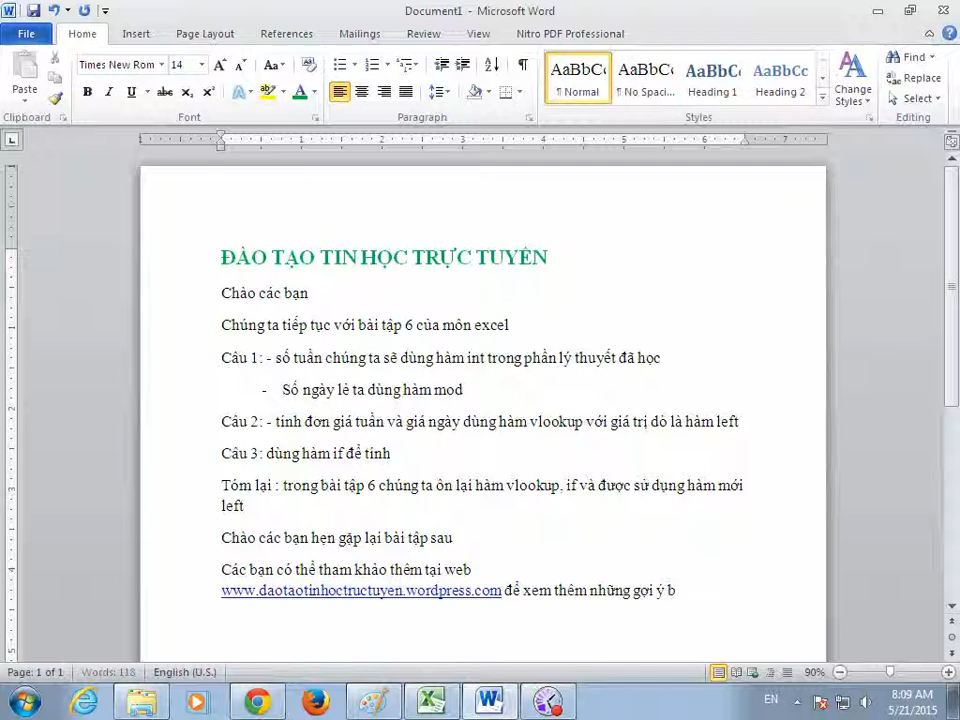 Document1 - Microsoft Word
File Home Insert Page Layout References Mailings Review View Nitro PDF Professional
Paste
Clipboard
Times New Rom 14
Font
Paragraph
AaBbCc AaBbCc AaBbCc AaBbCc
¶ Normal ¶ No Spaci... Heading 1 Heading 2
Change Styles
Styles
Find
Replace
Select
Editing
ĐÀO TẠO TIN HỌC TRỰC TUYẾN
Chào các bạn
Chúng ta tiếp tục với bài tập 6 của môn excel
Câu 1: - số tuần chúng ta sẽ dùng hàm int trong phần lý thuyết đã học
- Số ngày lẻ ta dùng hàm mod
Câu 2: - tính đơn giá tuần và giá ngày dùng hàm vlookup với giá trị dò là hàm left
Câu 3: dùng hàm if để tính
Tóm lại : trong bài tập 6 chúng ta ôn lại hàm vlookup, if và được sử dụng hàm mới
left
Chào các bạn hẹn gặp lại bài tập sau
Các bạn có thể tham khảo thêm tại web
www.daotaotinhoctructuyen.wordpress.com để xem thêm những gợi ý b
Page: 1 of 1 Words: 118 English (U.S.) 90%
EN 8:09 AM
5/21/2015